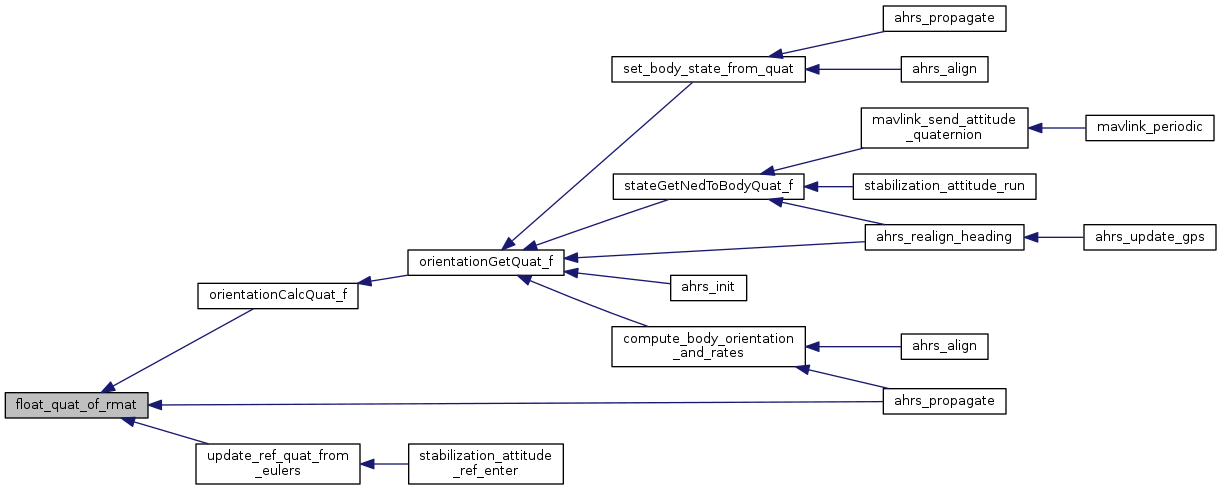 ahrs_propagate
set_body_state_from_quat
ahrs_align
mavlink_send_attitude
_quaternion
mavlink_periodic
stateGetNedToBodyQuat_f
stabilization_attitude_run
ahrs_realign_heading
ahrs_update_gps
orientationGetQuat_f
ahrs_init
orientationCalcQuat_f
compute_body_orientation
_and_rates
ahrs_align
ahrs_propagate
float_quat_of_rmat
update_ref_quat_from
_eulers
stabilization_attitude
_ref_enter